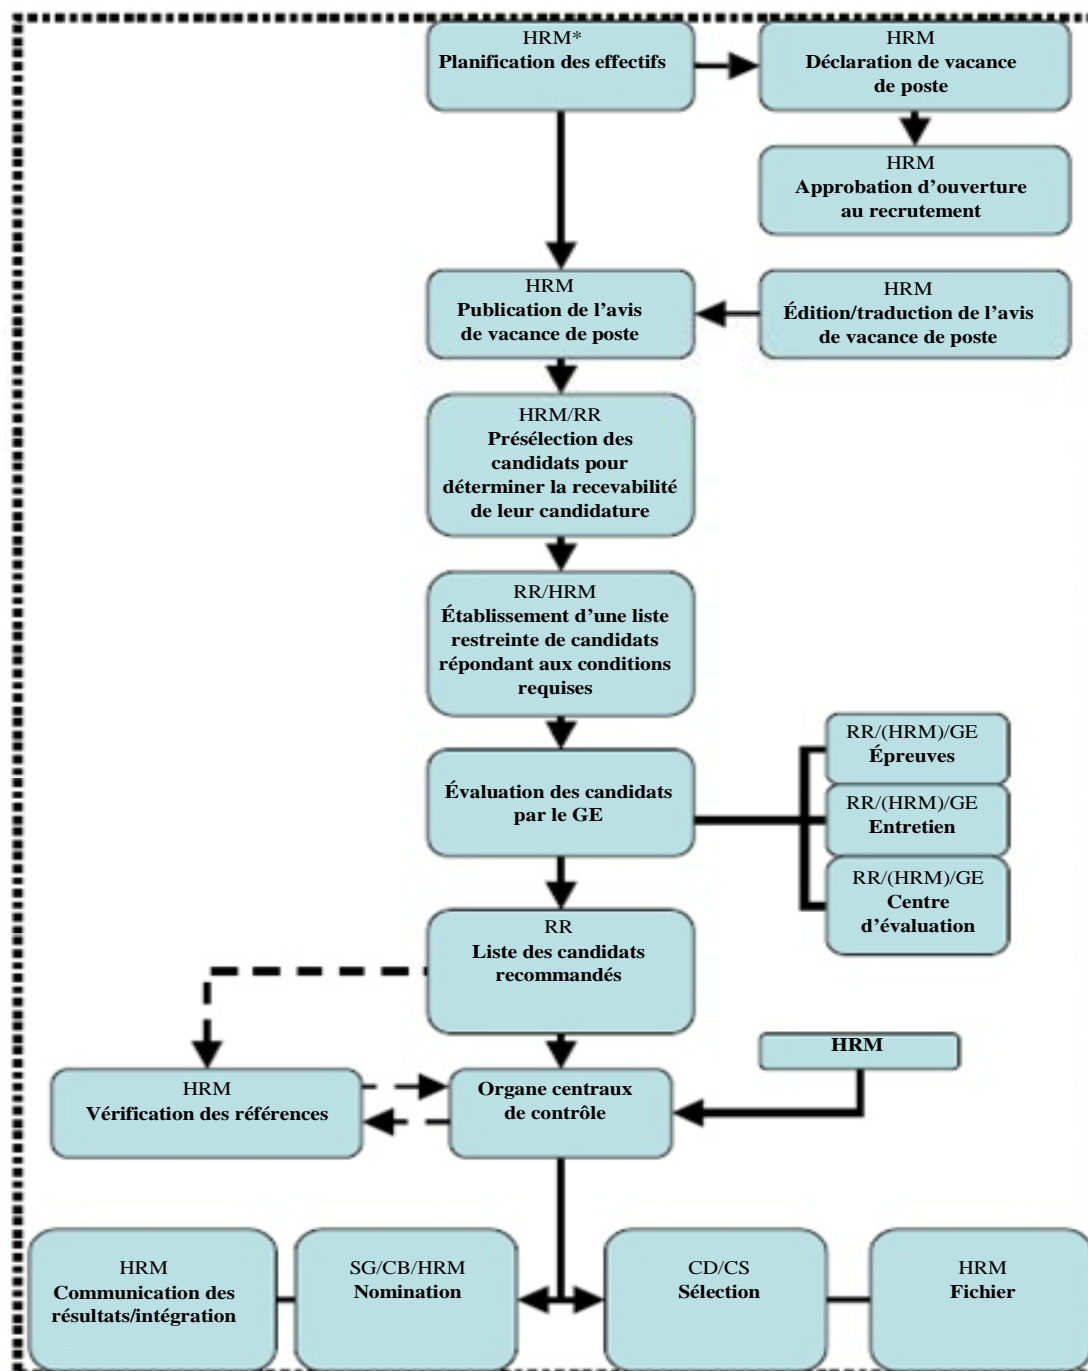 HRM*
Planification des effectifs
HRM
Déclaration de vacance
de poste
HRM
Approbation d’ouverture
au recrutement
HRM
Publication de l’avis
de vacance de poste
HRM
Édition/traduction de l’avis
de vacance de poste
HRM/RR
Présélection des
candidats pour
déterminer la recevabilité
de leur candidature
RR/HRM
Établissement d’une liste
restreinte de candidats
répondant aux conditions
requises
Évaluation des candidats
par le GE
RR/(HRM)/GE
Épreuves
RR/(HRM)/GE
Entretien
RR/(HRM)/GE
Centre
d’évaluation
RR
Liste des candidats
recommandés
HRM
HRM
Vérification des références
Organe centraux
de contrôle
HRM
Communication des
résultats/intégration
SG/CB/HRM
Nomination
CD/CS
Sélection
HRM
Fichier